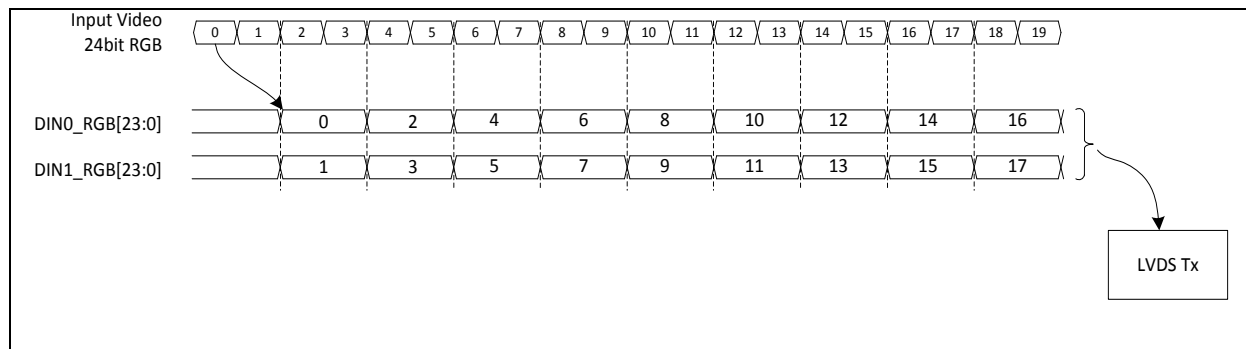 Input Video
24bit RGB
0 1 2 3 4 5 6 7 8 9 10 11 12 13 14 15 16 17 18 19
DIN0_RGB[23:0]
0 2 4 6 8 10 12 14 16
DIN1_RGB[23:0]
1 3 5 7 9 11 13 15 17
LVDS Tx